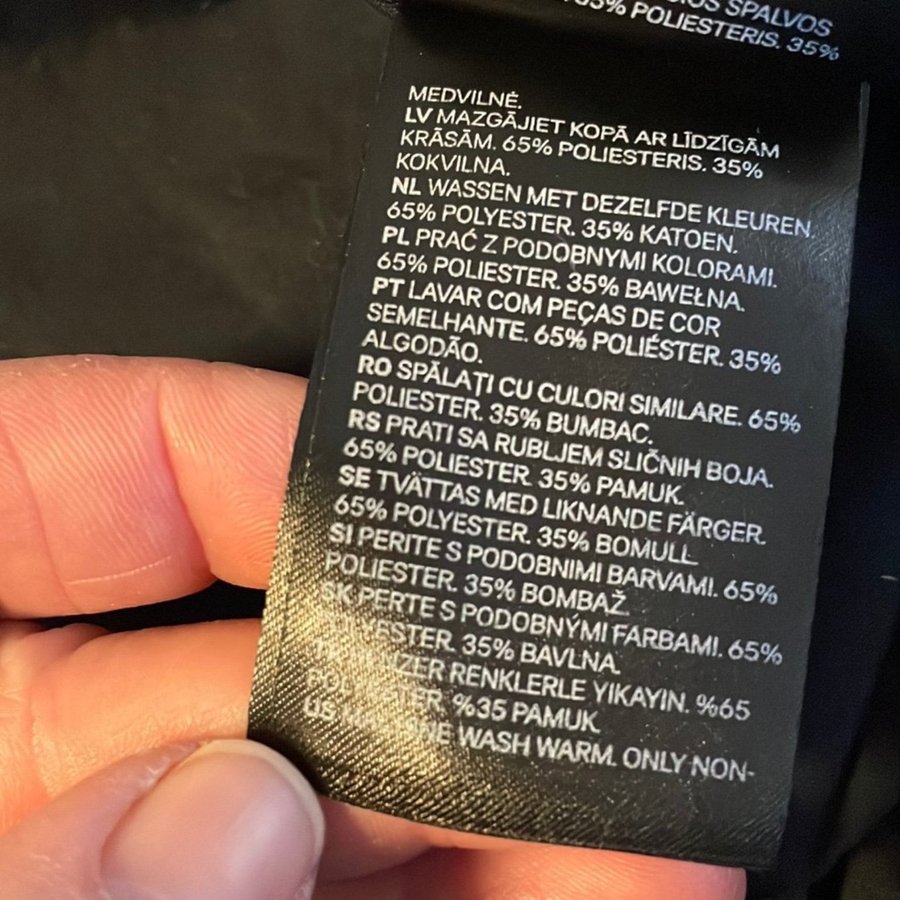 SPALVOS
POLIESTERIS. 35%
MEDVILNĖ.
LV MAZGĀJIET KOPĀ AR LĪDZĪGĀM
KRĀSĀM. 65% POLIESTERIS. 35%
KOKVILNA.
NL WASSEN MET DEZELFDE KLEUREN.
65% POLYESTER. 35% KATOEN.
PL PRAĆ Z PODOBNYMI KOLORAMI.
65% POLIESTER. 35% BAWEŁNA.
PT LAVAR COM PEÇAS DE COR
SEMELHANTE. 65% POLIÉSTER. 35%
ALGODÃO.
RO SPĂLAȚI CU CULORI SIMILARE. 65%
POLIESTER. 35% BUMBAC.
RS PRATI SA RUBLJEM SLIČNIH BOJA.
65% POLIESTER. 35% PAMUK.
SE TVÄTTAS MED LIKNANDE FÄRGER.
65% POLYESTER. 35% BOMULL.
SI PERITE S PODOBNIMI BARVAMI. 65%
POLIESTER. 35% BOMBAŽ.
SK PERTE S PODOBNÝMI FARBAMI. 65%
35% BAVLNA.
RENKLERLE YIKAYIN. %65
%35 PAMUK.
US WASH WARM. ONLY NON-